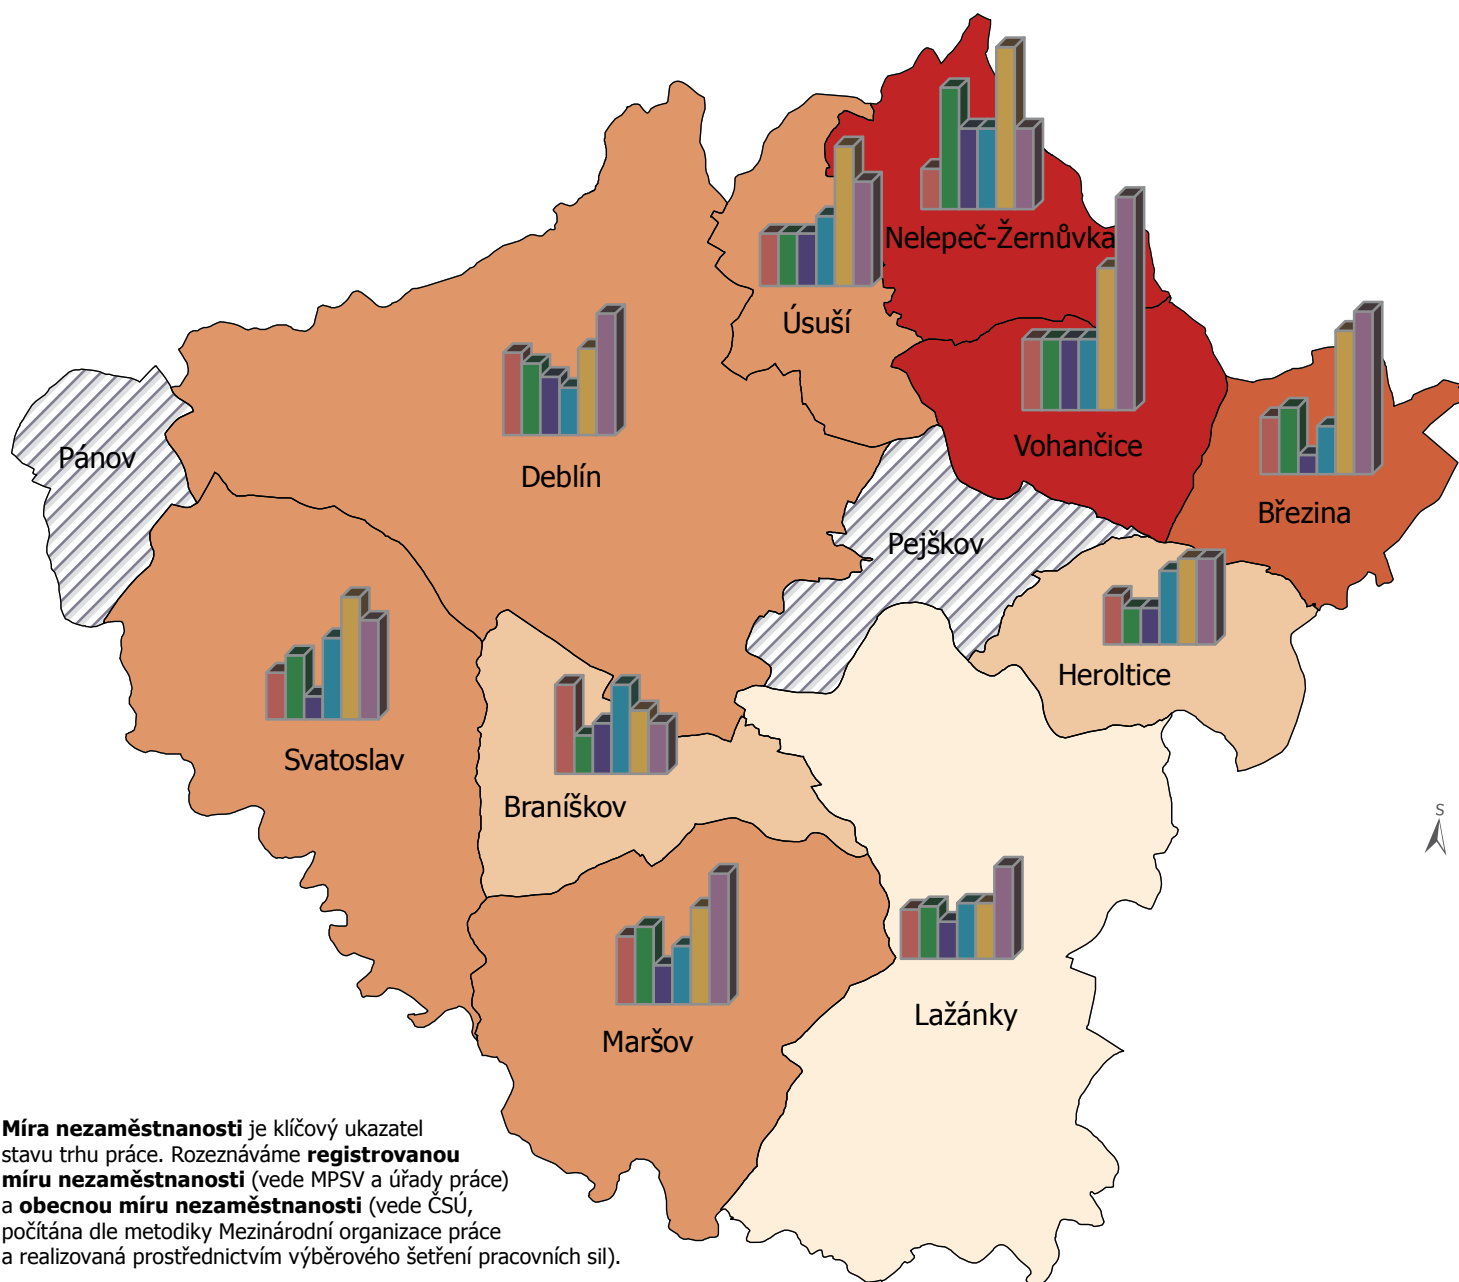 Nelepeč-Žernůvka
Úsuší
Vohančice
Pánov
Deblín
Březina
Pejškov
Heroltice
Svatoslav
Braníškov
S
Lažánky
Maršov
Míra nezaměstnanosti je klíčový ukazatel
stavu trhu práce. Rozeznáváme registrovanou
míru nezaměstnanosti (vede MPSV a úřady práce)
a obecnou míru nezaměstnanosti (vede ČSÚ,
počítána dle metodiky Mezinárodní organizace práce
a realizovaná prostřednictvím výběrového šetření pracovních sil).